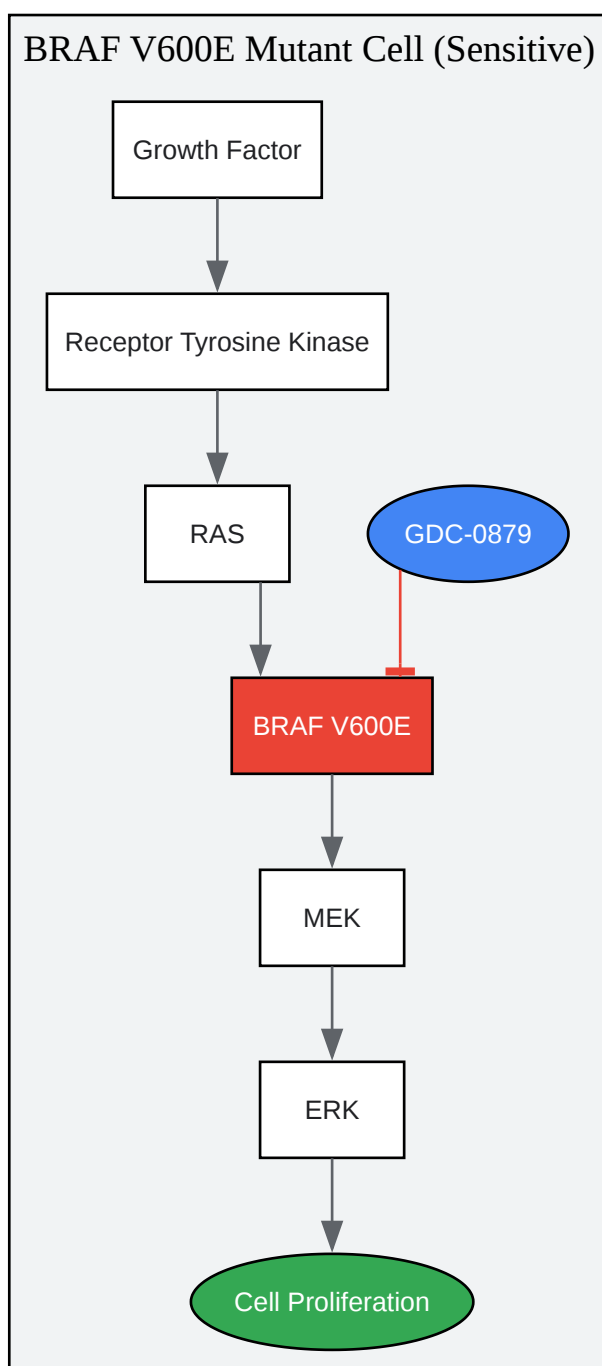 BRAF V600E Mutant Cell (Sensitive)
Growth Factor
Receptor Tyrosine Kinase
RAS
GDC-0879
BRAF V600E
MEK
ERK
Cell Proliferation